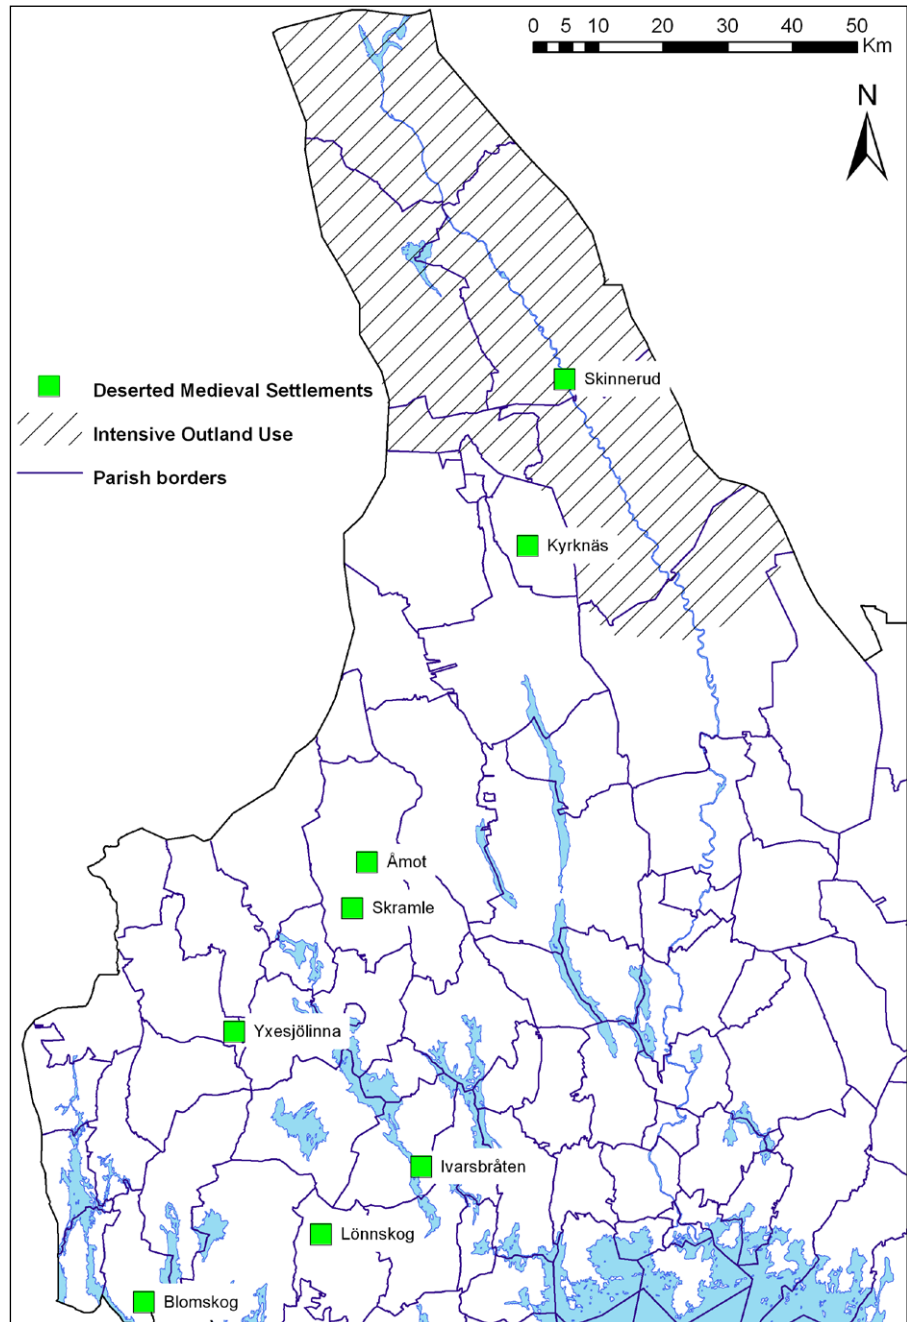 0 5 10 20 30 40 50
Km
N
Skinnerud
Deserted Medieval Settlements
Intensive Outland Use
Parish borders
Kyrknäs
Åmot
Skramle
Yxesjölinna
Ivarsbråten
Lönnskog
Blomskog